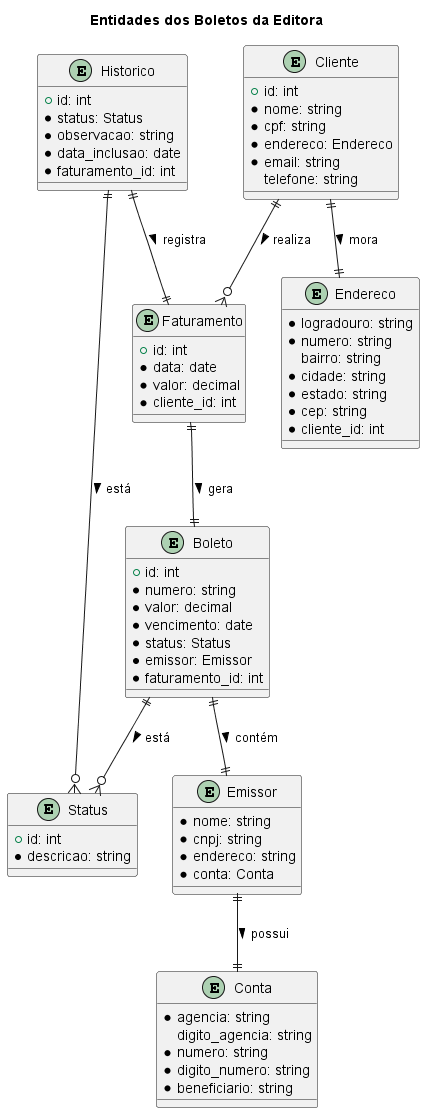 Entidades dos Boletos da Editora
E Historico
id: int
status: Status
observacao: string
data_inclusao: date
faturamento_id: int
E Cliente
id: int
nome: string
cpf: string
endereco: Endereco
email: string
telefone: string
registra
realiza
mora
E Faturamento
id: int
data: date
valor: decimal
cliente_id: int
E Endereco
logradouro: string
numero: string
bairro: string
cidade: string
estado: string
cep: string
cliente_id: int
está
gera
E Boleto
id: int
numero: string
valor: decimal
vencimento: date
status: Status
emissor: Emissor
faturamento_id: int
está
contém
E Status
id: int
descricao: string
E Emissor
nome: string
cnpj: string
endereco: string
conta: Conta
possui
E Conta
agencia: string
digito_agencia: string
numero: string
digito_numero: string
beneficiario: string